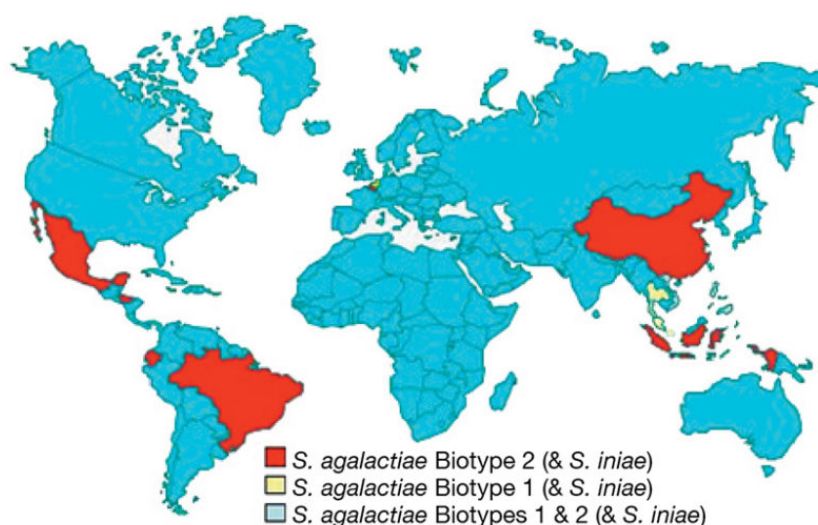 S. agalactiae Biotype 2 (& S. iniae)
S. agalactiae Biotype 1 (& S. iniae)
S. agalactiae Biotypes 1 & 2 (& S. iniae)